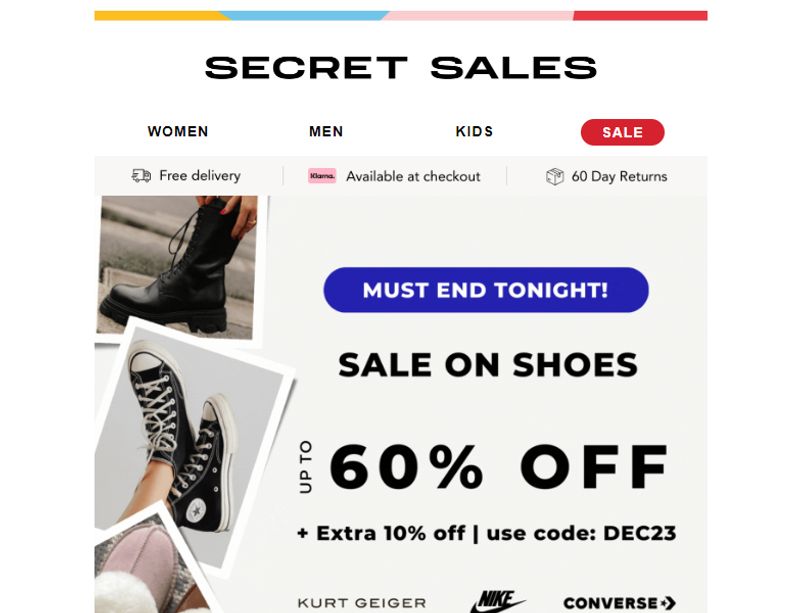 SECRET SALES
WOMEN MEN KIDS SALE
Free delivery Klarna. Available at checkout 60 Day Returns
MUST END TONIGHT!
SALE ON SHOES
UP TO 60% OFF
+ Extra 10% off | use code: DEC23
KURT GEIGER NIKE CONVERSE